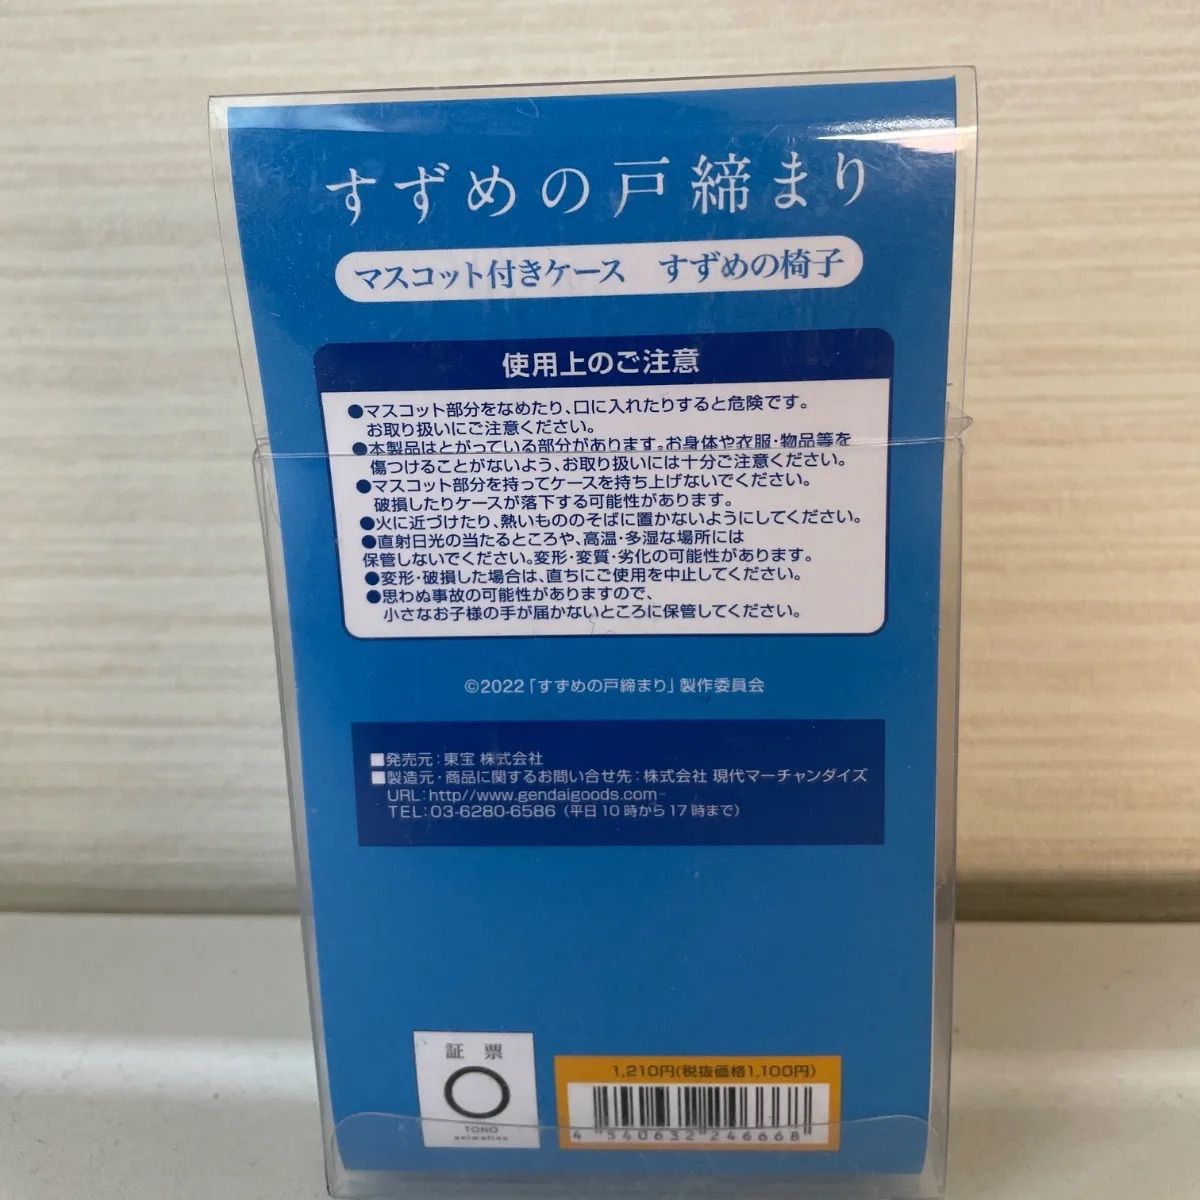 すずめの戸締まり
マスコット付きケース　すずめの椅子
使用上のご注意
●マスコット部分をなめたり、口に入れたりすると危険です。
お取り扱いにご注意ください。
●本製品はとがっている部分があります。お身体や衣服・物品等を
傷つけることがないよう、お取り扱いには十分ご注意ください。
●マスコット部分を持ってケースを持ち上げないでください。
破損したりケースが落下する可能性があります。
●火に近づけたり、熱いもののそばに置かないようにしてください。
●直射日光の当たるところや、高温・多湿な場所には
保管しないでください。変形・変質・劣化の可能性があります。
●変形・破損した場合は、直ちにご使用を中止してください。
●思わぬ事故の可能性がありますので、
小さなお子様の手が届かないところに保管してください。
©2022「すずめの戸締まり」製作委員会
■発売元：東宝 株式会社
■製造元・商品に関するお問い合せ先：株式会社 現代マーチャンダイズ
URL：http//www.gendaigoods.com
TEL：03-6280-6586（平日10時から17時まで）
証票
TOHO
animation
1,210円(税抜価格1,100円)
4 540632 246668